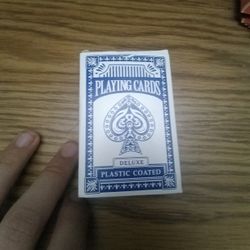 PLAYING CARDS
DELUXE
PLASTIC COATED